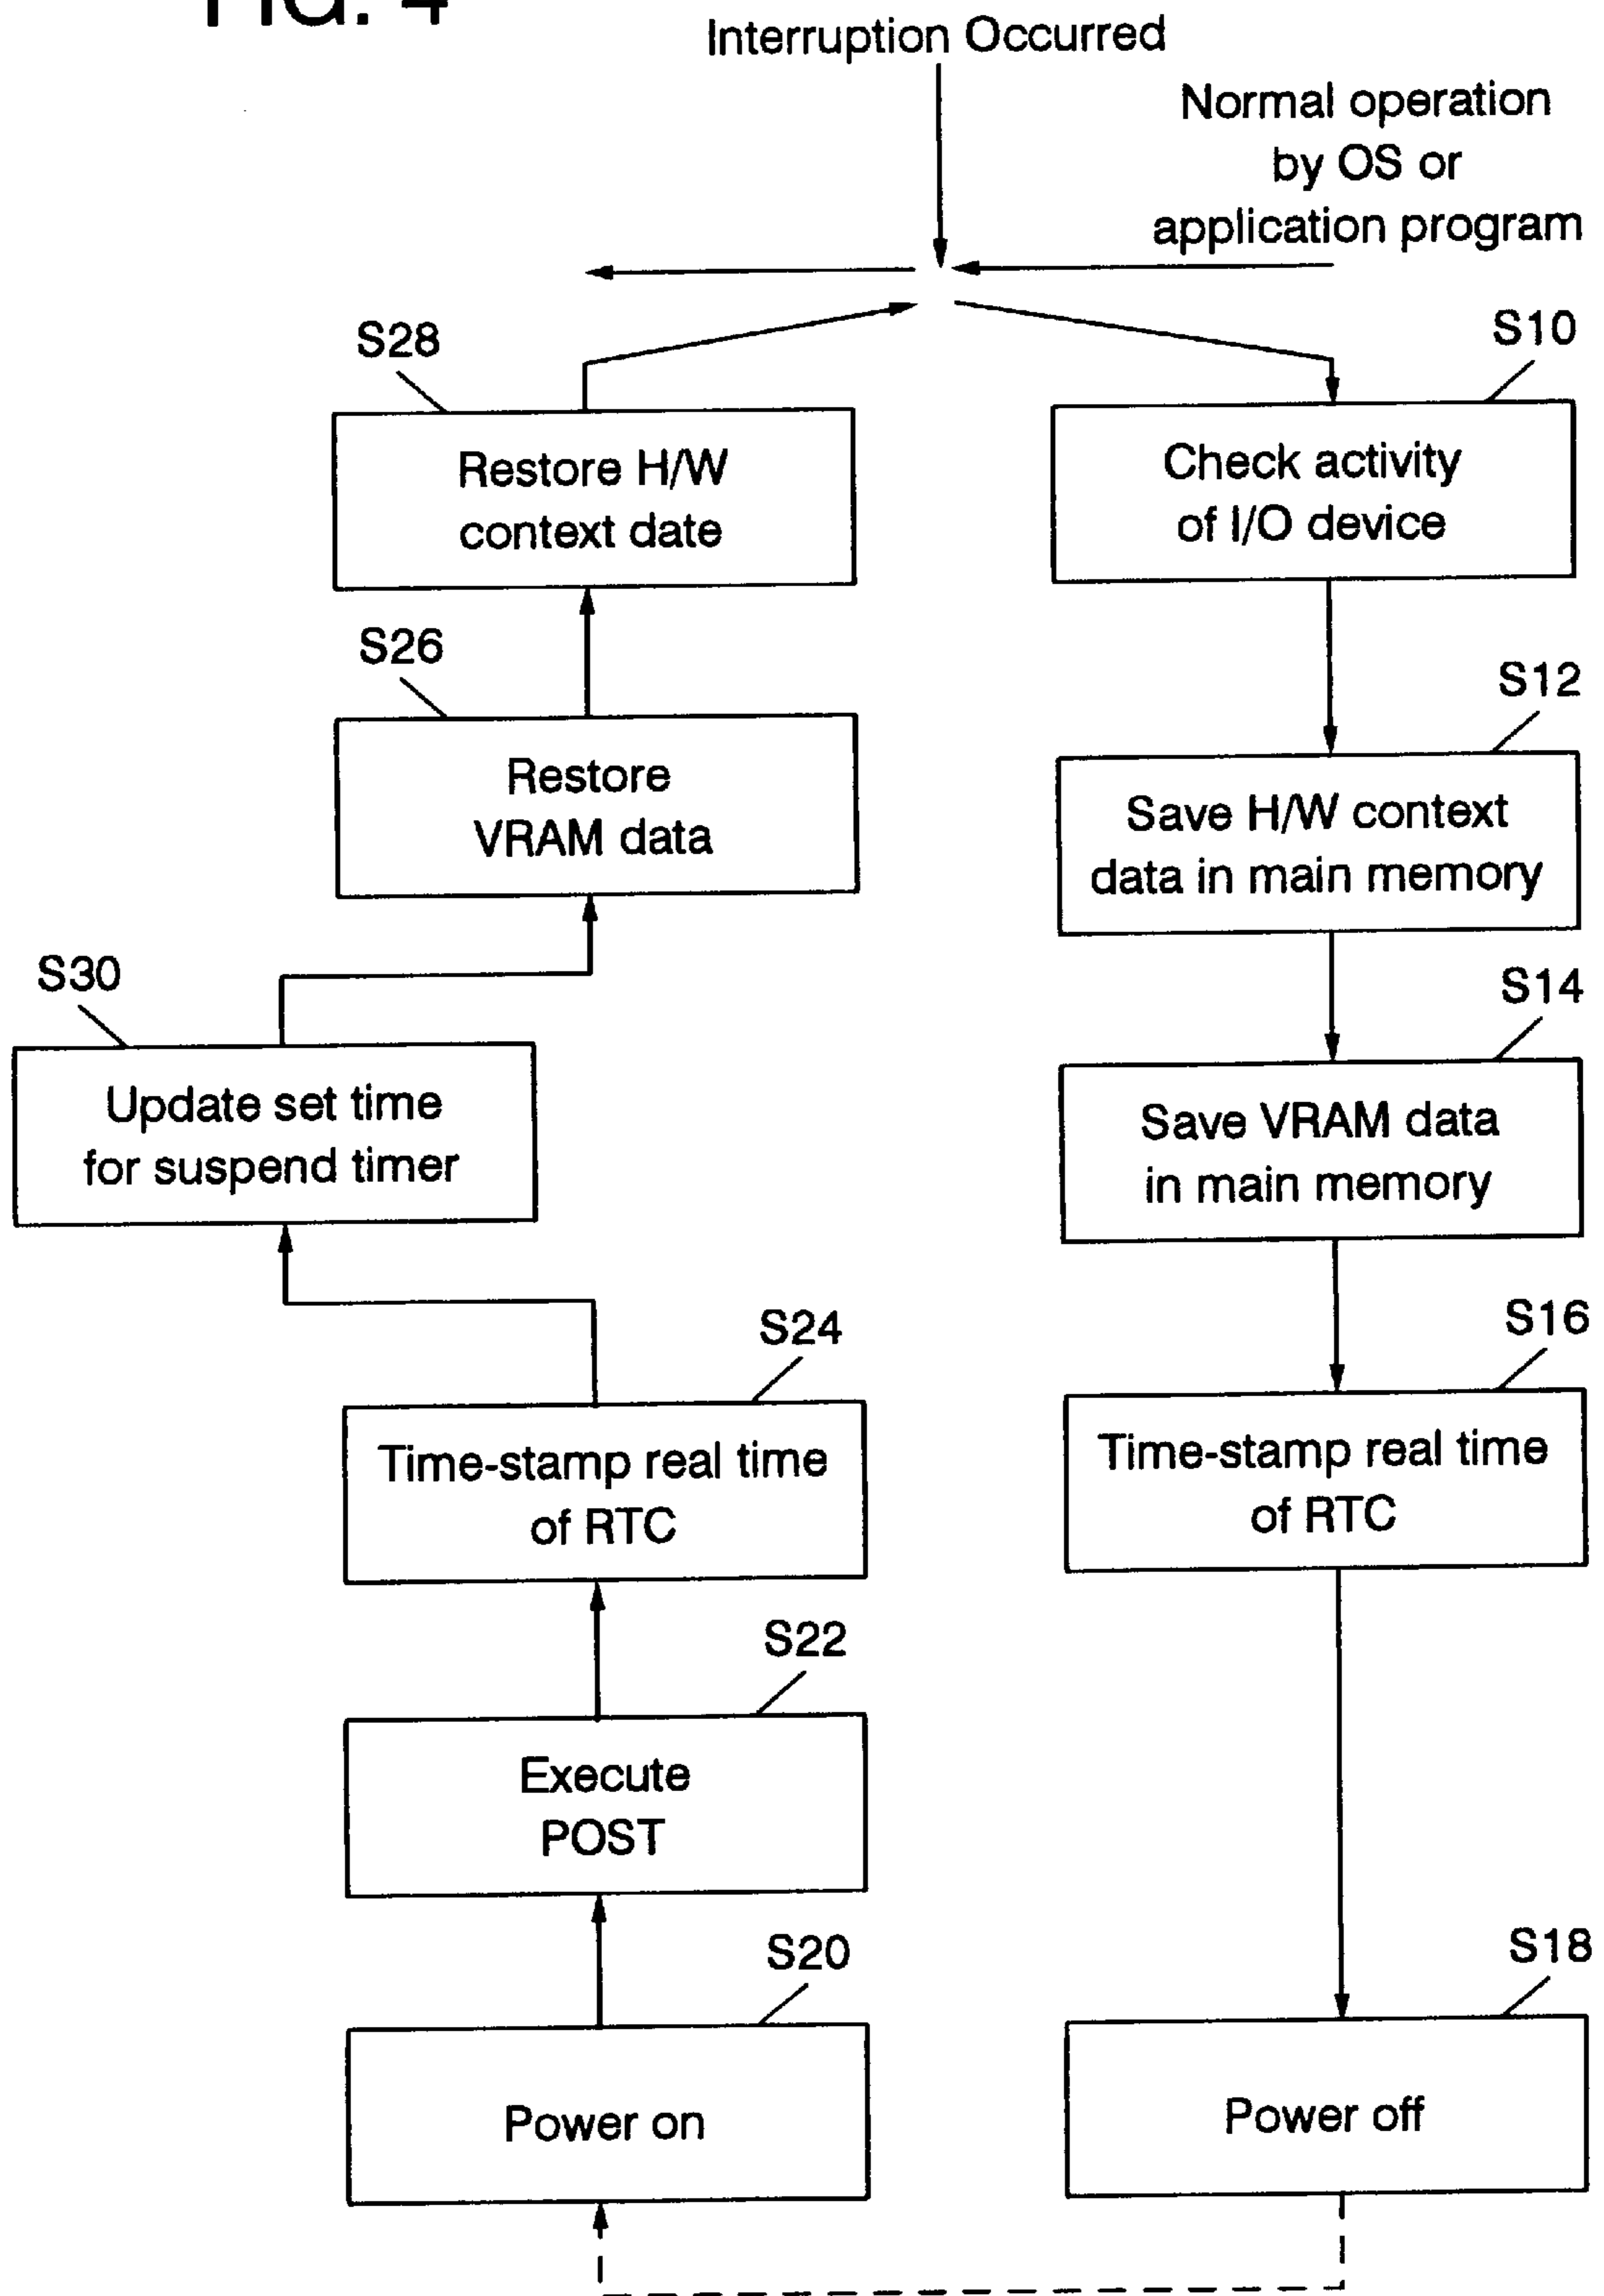 FIG. 4
Interruption Occurred
Normal operation
by OS or
application program
S28
Restore H/W
context date
S10
Check activity
of I/O device
S26
Restore
VRAM data
S12
Save H/W context
data in main memory
S30
Update set time
for suspend timer
S14
Save VRAM data
in main memory
S24
Time-stamp real time
of RTC
S16
Time-stamp real time
of RTC
S22
Execute
POST
S20
Power on
S18
Power off